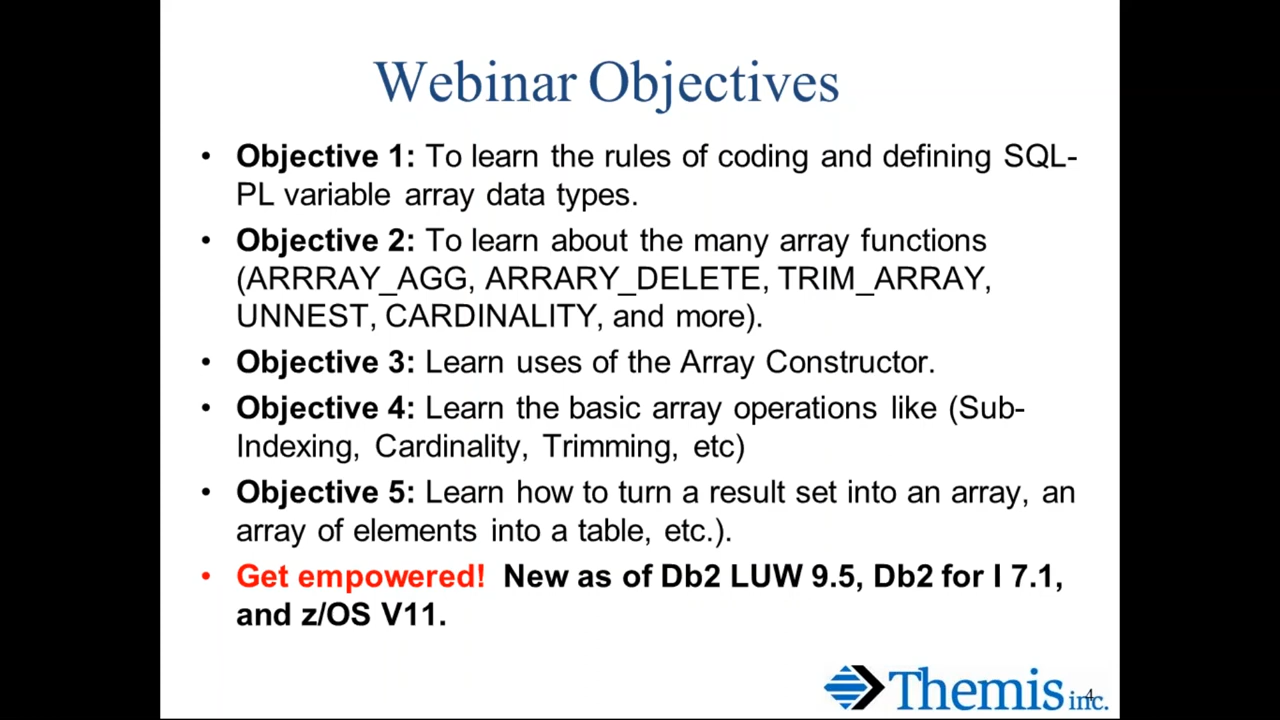 Webinar Objectives
• Objective 1: To learn the rules of coding and defining SQL-
PL variable array data types.
• Objective 2: To learn about the many array functions
(ARRRAY_AGG, ARRARY_DELETE, TRIM_ARRAY,
UNNEST, CARDINALITY, and more).
• Objective 3: Learn uses of the Array Constructor.
• Objective 4: Learn the basic array operations like (Sub-
Indexing, Cardinality, Trimming, etc)
• Objective 5: Learn how to turn a result set into an array, an
array of elements into a table, etc.).
• Get empowered! New as of Db2 LUW 9.5, Db2 for I 7.1,
and z/OS V11.
Themis inc.
4